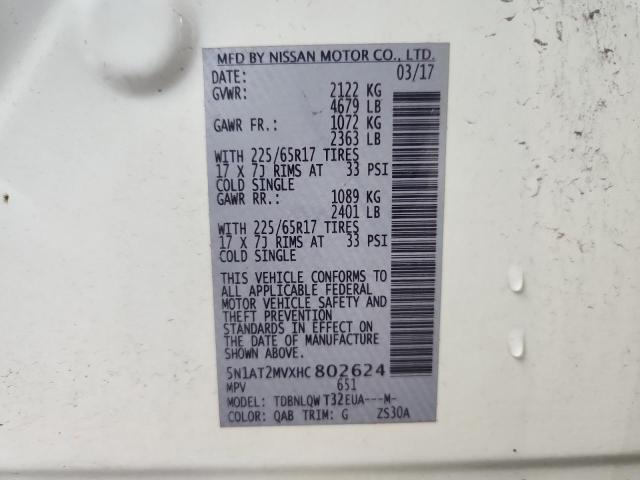 MFD BY NISSAN MOTOR CO., LTD.
DATE: 03/17
GVWR: 2122 KG
4679 LB
GAWR FR.: 1072 KG
2363 LB
WITH 225/65R17 TIRES
17 X 7J RIMS AT 33 PSI
COLD SINGLE
GAWR RR.: 1089 KG
2401 LB
WITH 225/65R17 TIRES
17 X 7J RIMS AT 33 PSI
COLD SINGLE
THIS VEHICLE CONFORMS TO
ALL APPLICABLE FEDERAL
MOTOR VEHICLE SAFETY AND
THEFT PREVENTION
STANDARDS IN EFFECT ON
THE DATE OF MANUFACTURE
SHOWN ABOVE.
5N1AT2MVXHC802624
MPV 651
MODEL: TDBNLQW T32EUA---M-
COLOR: QAB TRIM: G ZS30A